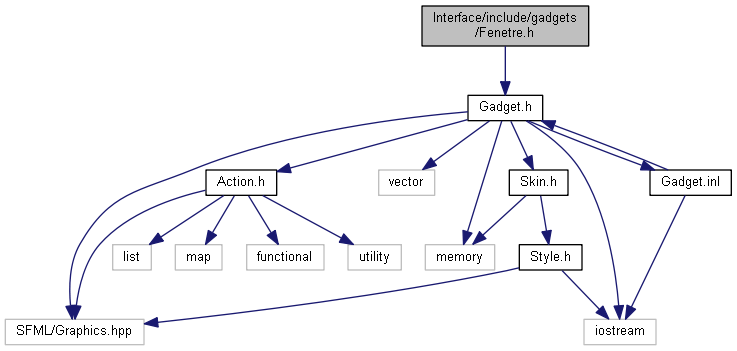 Interface/include/gadgets
/Fenetre.h
Gadget.h
Action.h
vector
Skin.h
Gadget.inl
list
map
functional
utility
memory
Style.h
SFML/Graphics.hpp
iostream